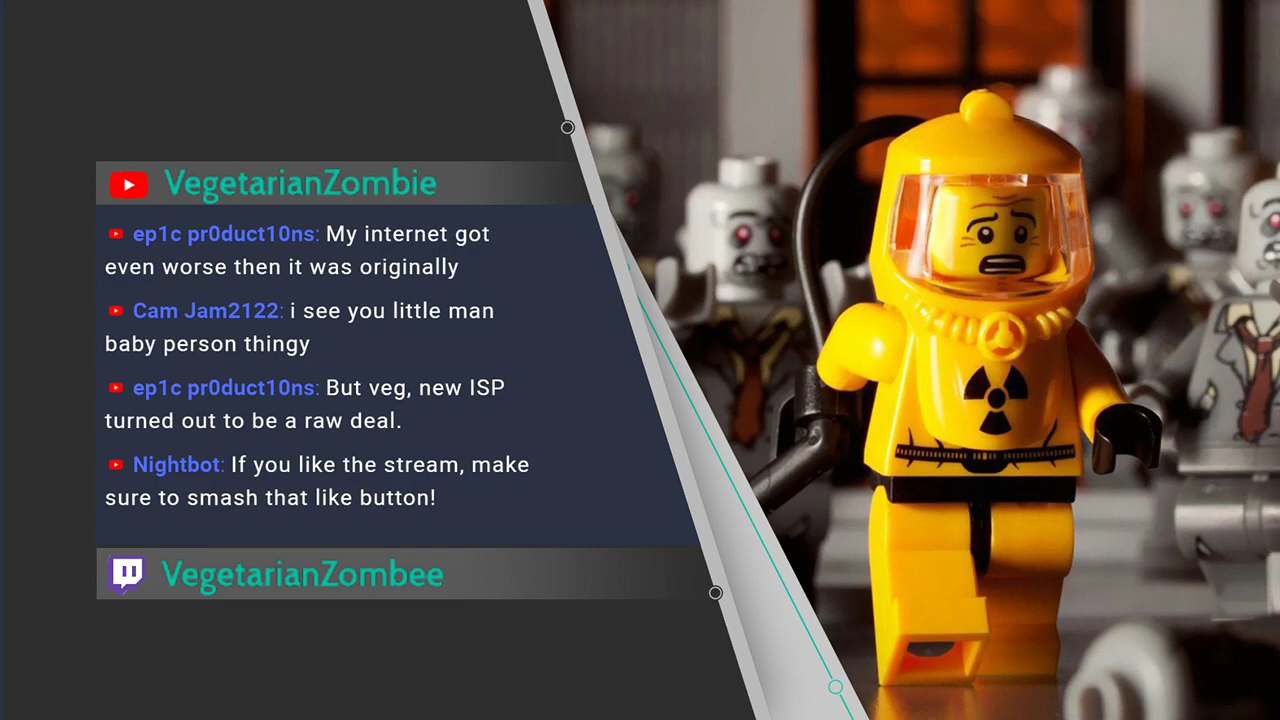 VegetarianZombie
ep1c pr0duct10ns: My internet got
even worse then it was originally
Cam Jam2122: i see you little man
baby person thingy
ep1c pr0duct10ns: But veg, new ISP
turned out to be a raw deal.
Nightbot: If you like the stream, make
sure to smash that like button!
VegetarianZombee